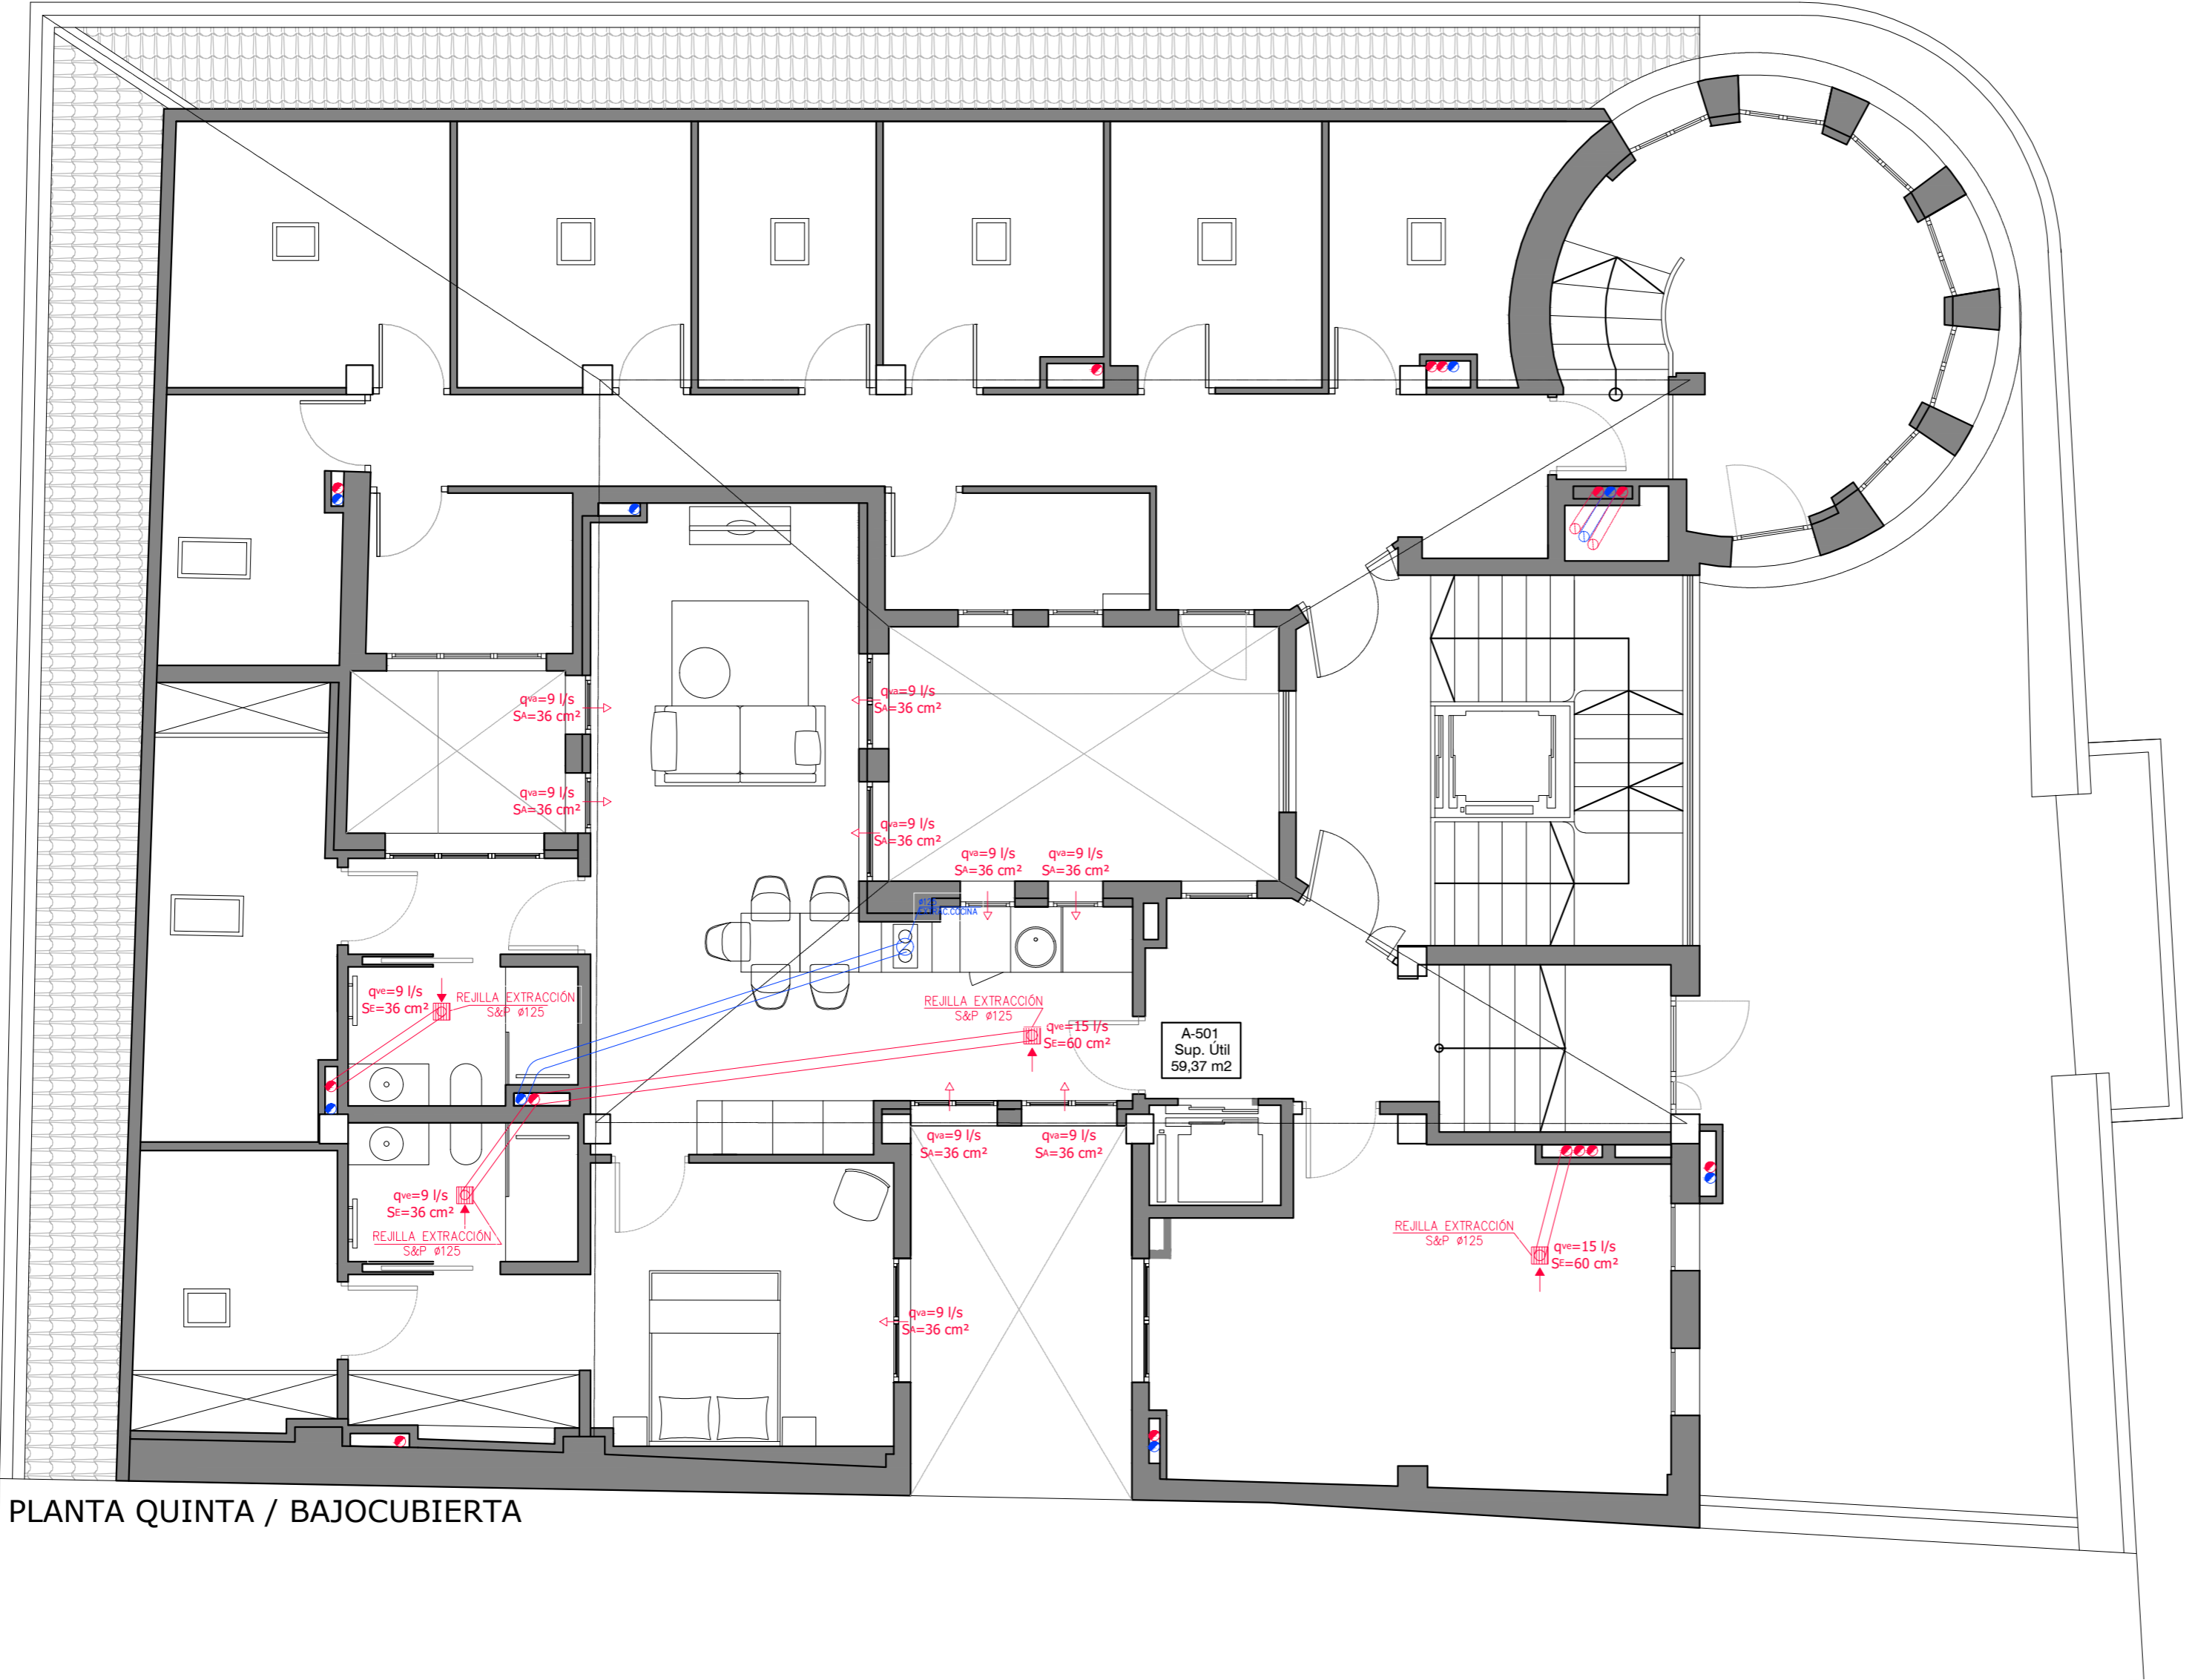 qva=9 l/s
SA=36 cm²
qva=9 l/s
SA=36 cm²
qva=9 l/s
SA=36 cm²
qva=9 l/s
SA=36 cm²
qva=9 l/s
SA=36 cm²
qva=9 l/s
SA=36 cm²
ø125
EXTRAC.COCINA
qve=9 l/s
SE=36 cm²
REJILLA EXTRACCIÓN
S&P ø125
REJILLA EXTRACCIÓN
S&P ø125
qve=15 l/s
SE=60 cm²
A-501
Sup. Útil
59,37 m2
qva=9 l/s
SA=36 cm²
qva=9 l/s
SA=36 cm²
qve=9 l/s
SE=36 cm²
REJILLA EXTRACCIÓN
S&P ø125
REJILLA EXTRACCIÓN
S&P ø125
qve=15 l/s
SE=60 cm²
qva=9 l/s
SA=36 cm²
PLANTA QUINTA / BAJOCUBIERTA